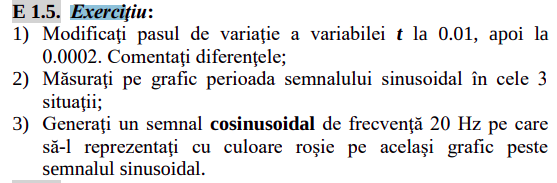 E 1.5. Exerciţiu:
1) Modificaţi pasul de variaţie a variabilei t la 0.01, apoi la
0.0002. Comentaţi diferenţele;
2) Măsuraţi pe grafic perioada semnalului sinusoidal în cele 3
situaţii;
3) Generaţi un semnal cosinusoidal de frecvenţă 20 Hz pe care
să-l reprezentaţi cu culoare roşie pe acelaşi grafic peste
semnalul sinusoidal.